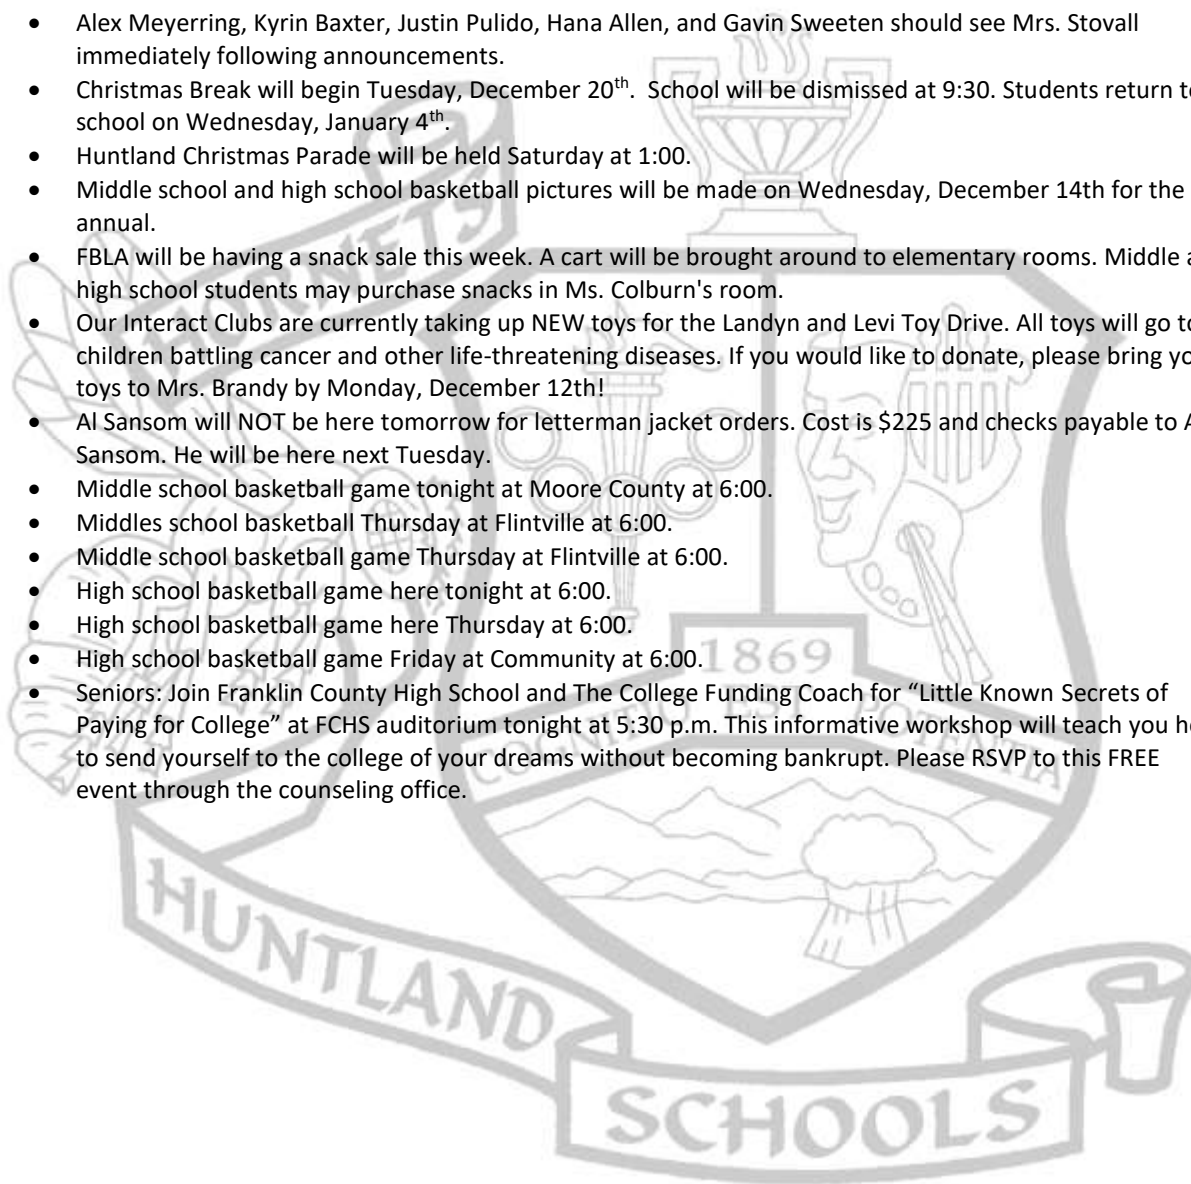 • Alex Meyerring, Kyrin Baxter, Justin Pulido, Hana Allen, and Gavin Sweeten should see Mrs. Stovall
immediately following announcements.
• Christmas Break will begin Tuesday, December 20th. School will be dismissed at 9:30. Students return
school on Wednesday, January 4th.
• Huntland Christmas Parade will be held Saturday at 1:00.
• Middle school and high school basketball pictures will be made on Wednesday, December 14th for the
annual.
• FBLA will be having a snack sale this week. A cart will be brought around to elementary rooms. Middle
high school students may purchase snacks in Ms. Colburn's room.
• Our Interact Clubs are currently taking up NEW toys for the Landyn and Levi Toy Drive. All toys will go
children battling cancer and other life-threatening diseases. If you would like to donate, please bring
toys to Mrs. Brandy by Monday, December 12th!
• Al Sansom will NOT be here tomorrow for letterman jacket orders. Cost is $225 and checks payable to
Sansom. He will be here next Tuesday.
• Middle school basketball game tonight at Moore County at 6:00.
• Middles school basketball Thursday at Flintville at 6:00.
• Middle school basketball game Thursday at Flintville at 6:00.
• High school basketball game here tonight at 6:00.
• High school basketball game here Thursday at 6:00.
• High school basketball game Friday at Community at 6:00.
• Seniors: Join Franklin County High School and The College Funding Coach for “Little Known Secrets of
Paying for College” at FCHS auditorium tonight at 5:30 p.m. This informative workshop will teach you
to send yourself to the college of your dreams without becoming bankrupt. Please RSVP to this FREE
event through the counseling office.
HORNETS
1869
COGNITIO EST POTENTIA
HUNTLAND
SCHOOLS